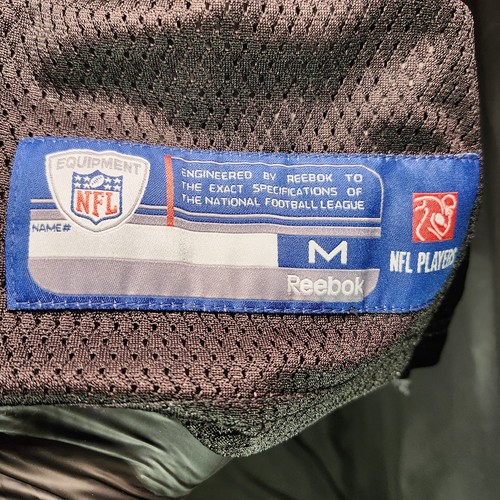 EQUIPMENT
NFL
ENGINEERED BY REEBOK TO
THE EXACT SPECIFICATIONS OF
THE NATIONAL FOOTBALL LEAGUE
NAME#
M
Reebok
NFL PLAYERS